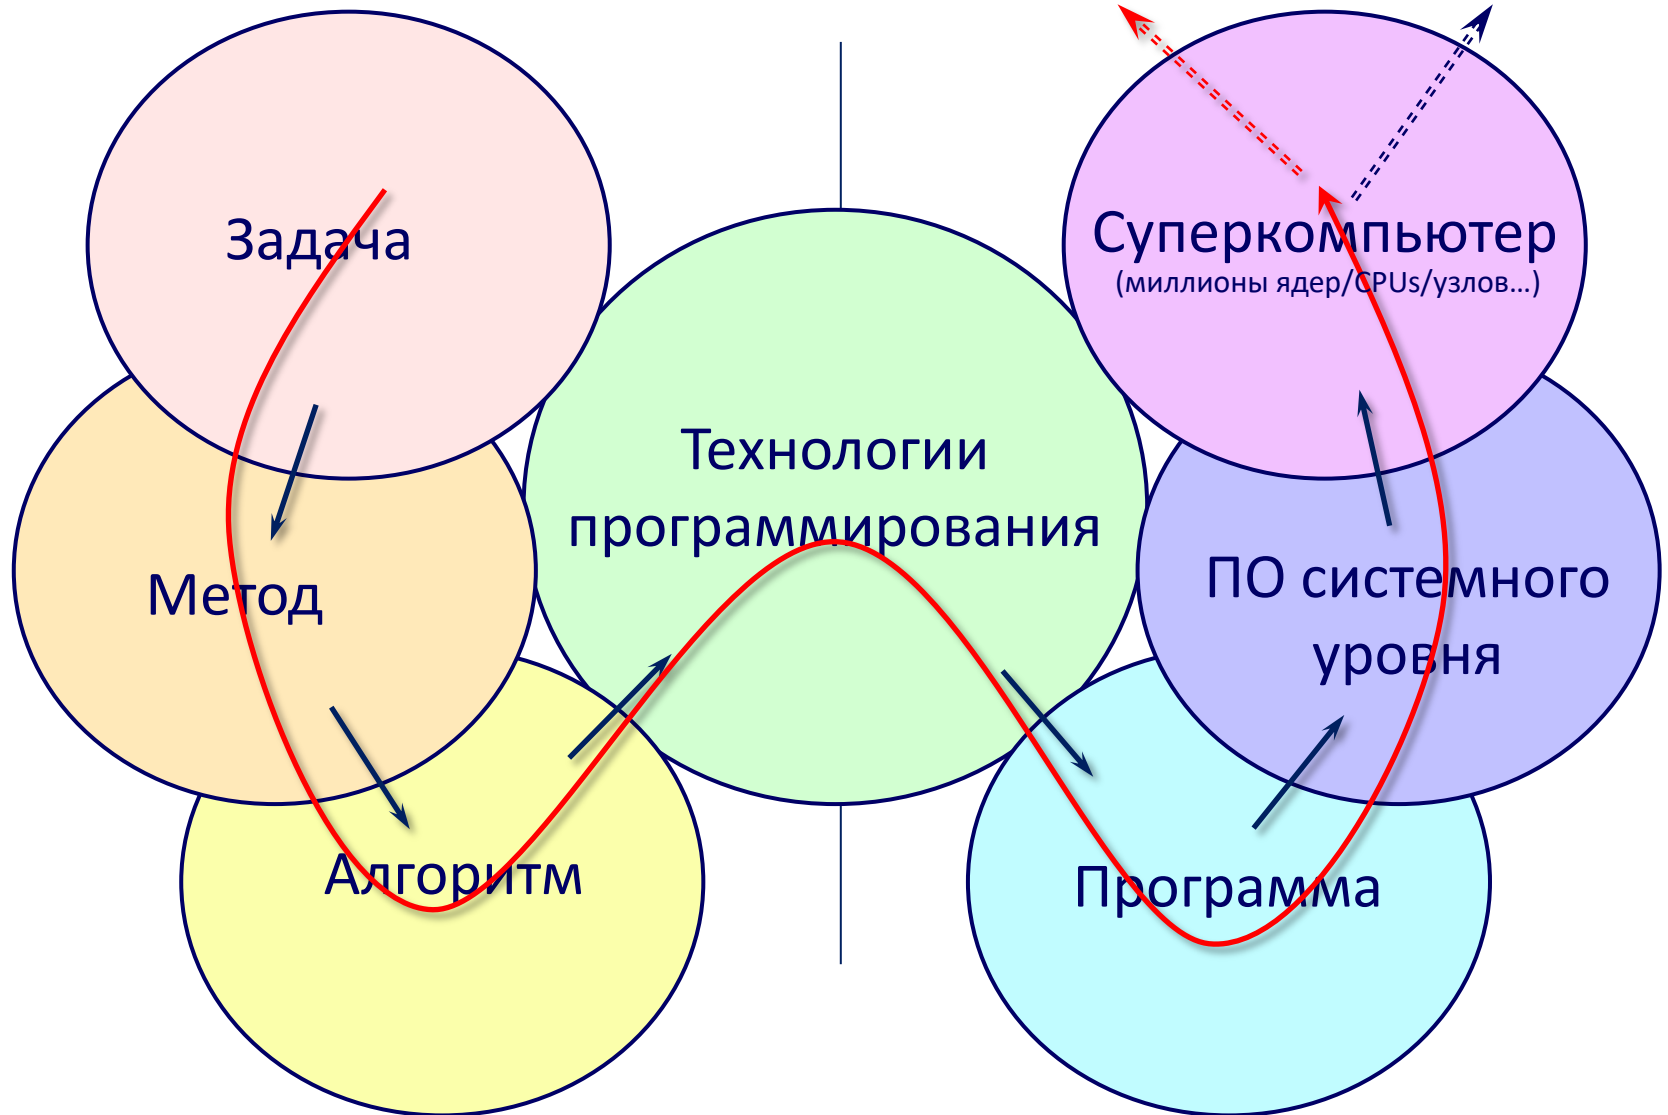 Задача
Метод
Алгоритм
Технологии
программирования
Программа
ПО системного
уровня
Суперкомпьютер
(миллионы ядер/CPUs/узлов...)